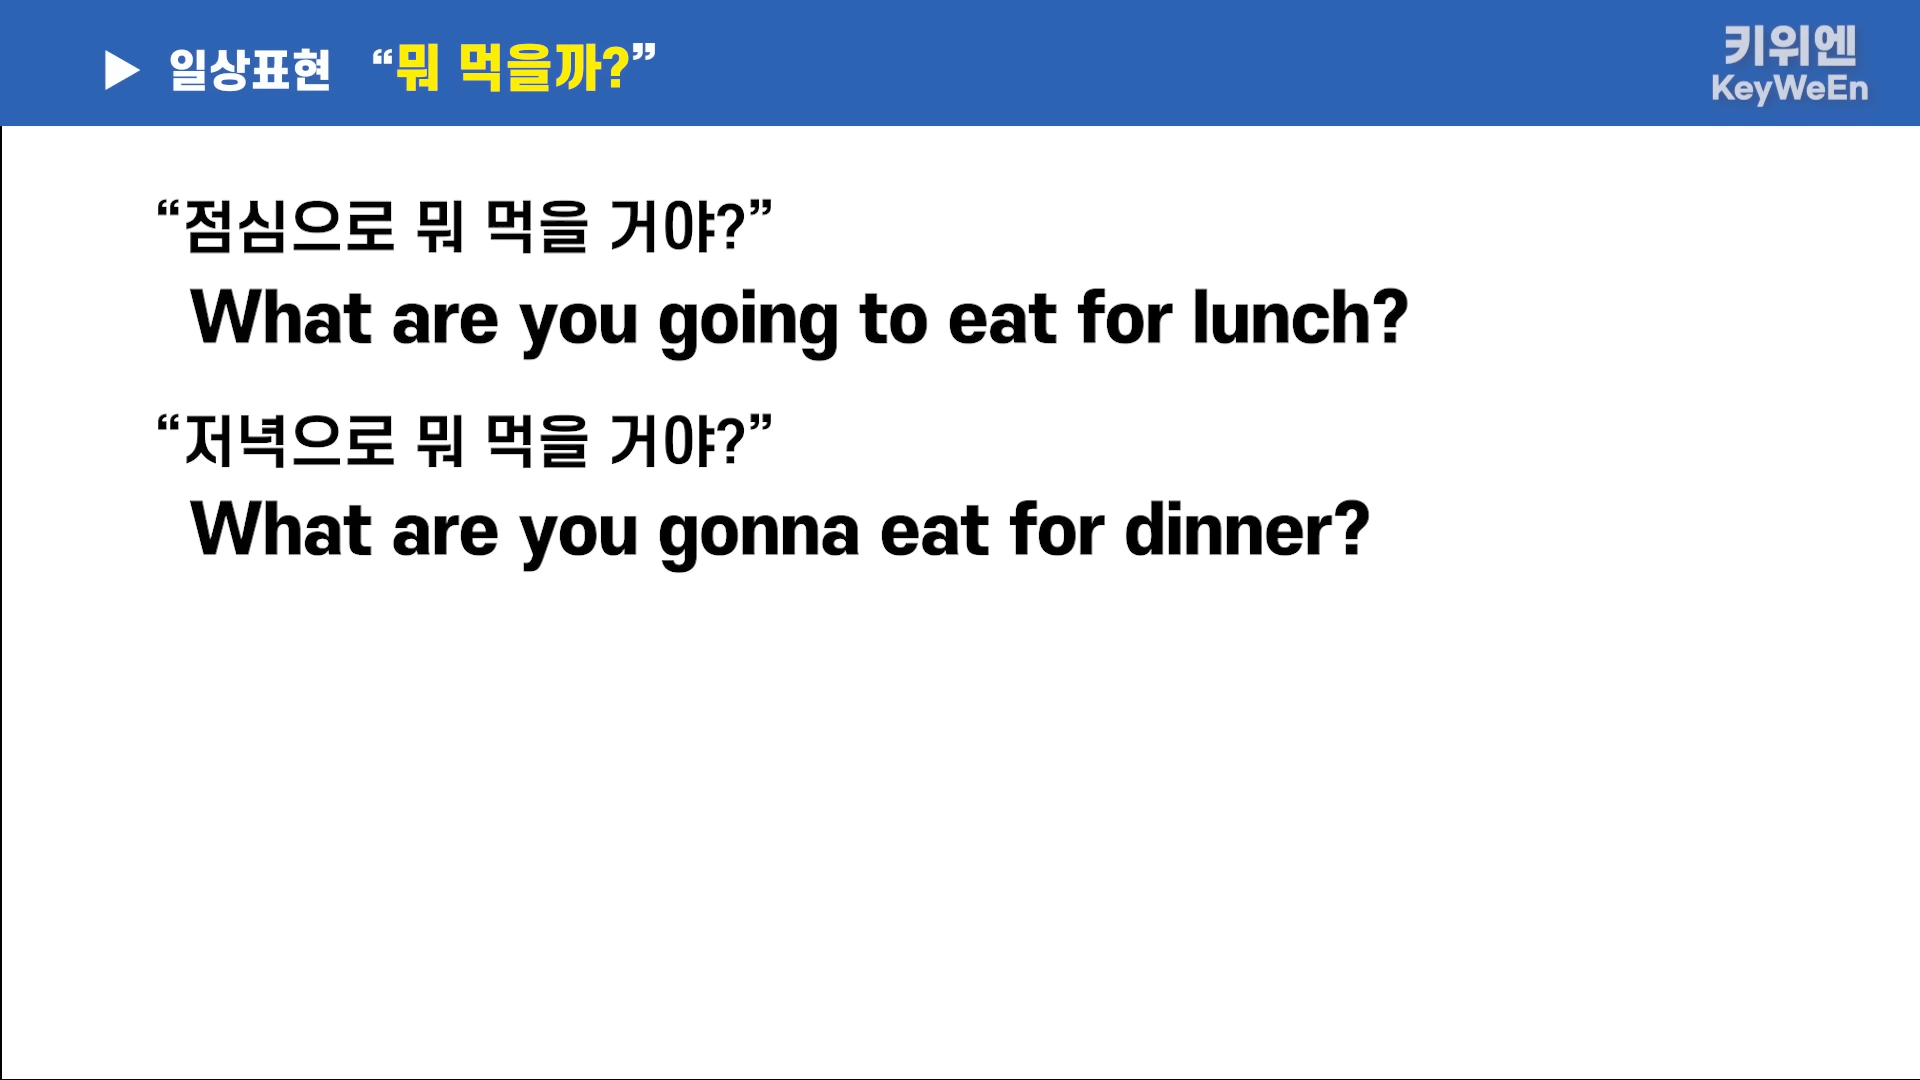 ▶ 일상표현 “뭐 먹을까?”
키위엔
KeyWeEn
“점심으로 뭐 먹을 거야?”
What are you going to eat for lunch?
“저녁으로 뭐 먹을 거야?”
What are you gonna eat for dinner?